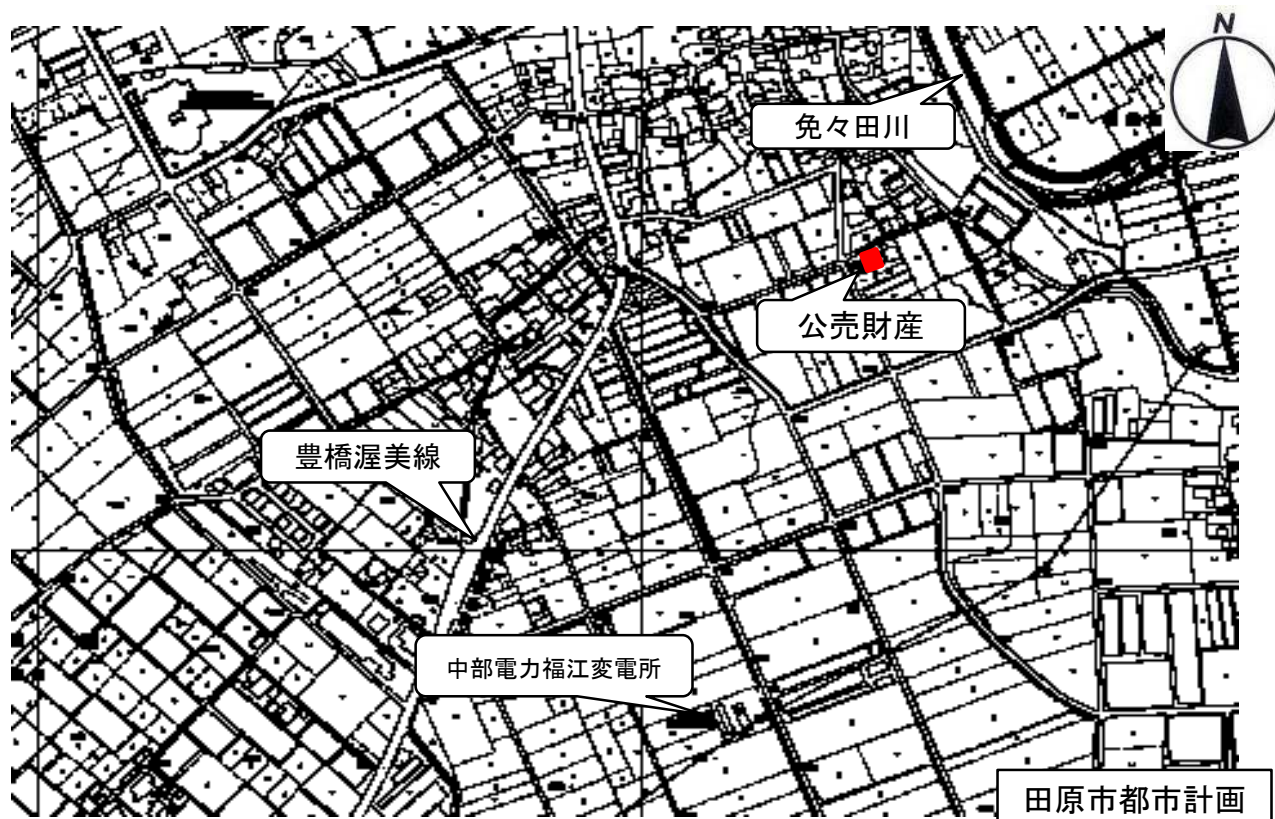 N
免々田川
公売財産
豊橋渥美線
中部電力福江変電所
田原市都市計画